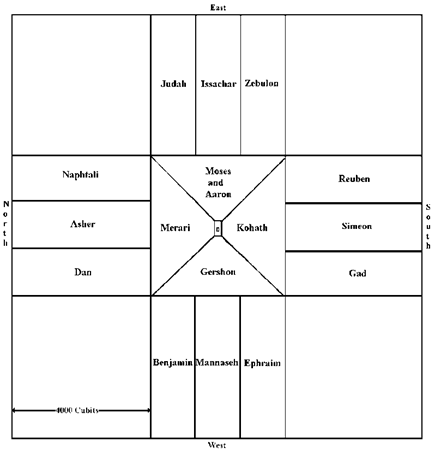 East
Judah
Issachar
Zebulon
Naphtali
Moses
and
Aaron
Reuben
North
Asher
Merari
Kohath
Simeon
South
Dan
Gershon
Gad
Benjamin
Mannaseh
Ephraim
4000 Cubits
West